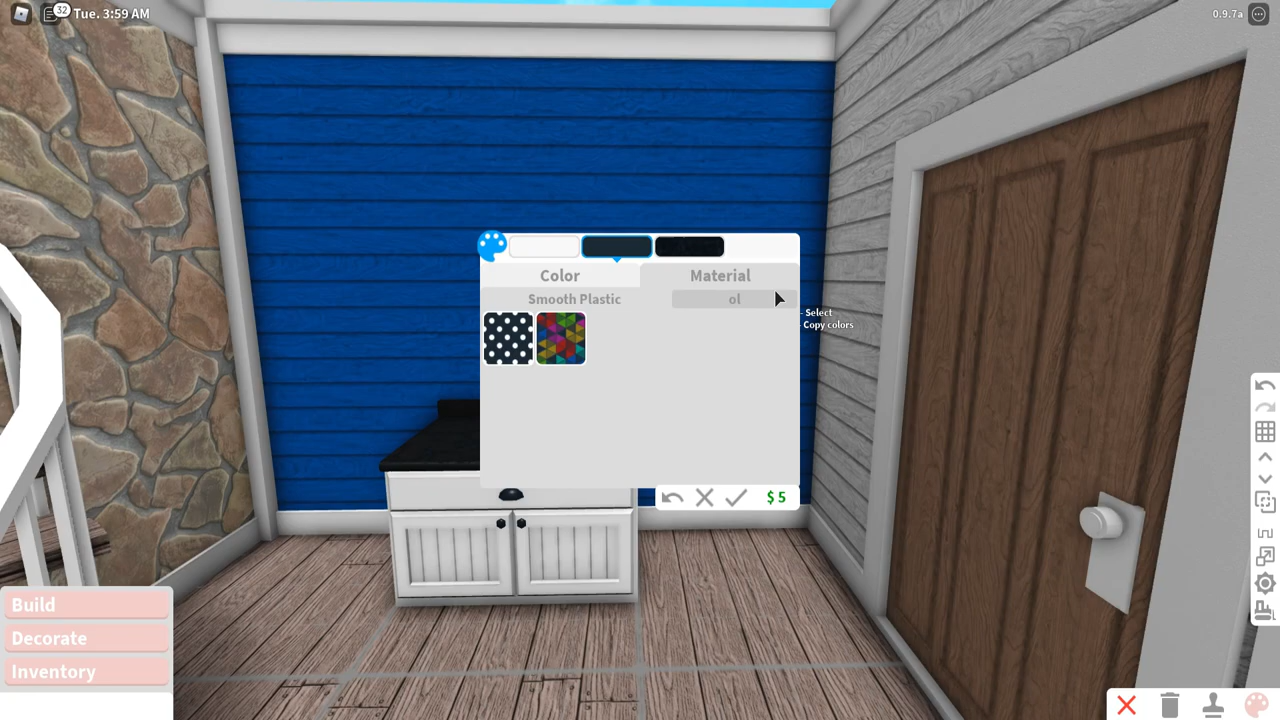 32 Tue. 3:59 AM
0.9.7a
Color
Material
Smooth Plastic
ol
- Select
Copy colors
$ 5
Build
Decorate
Inventory